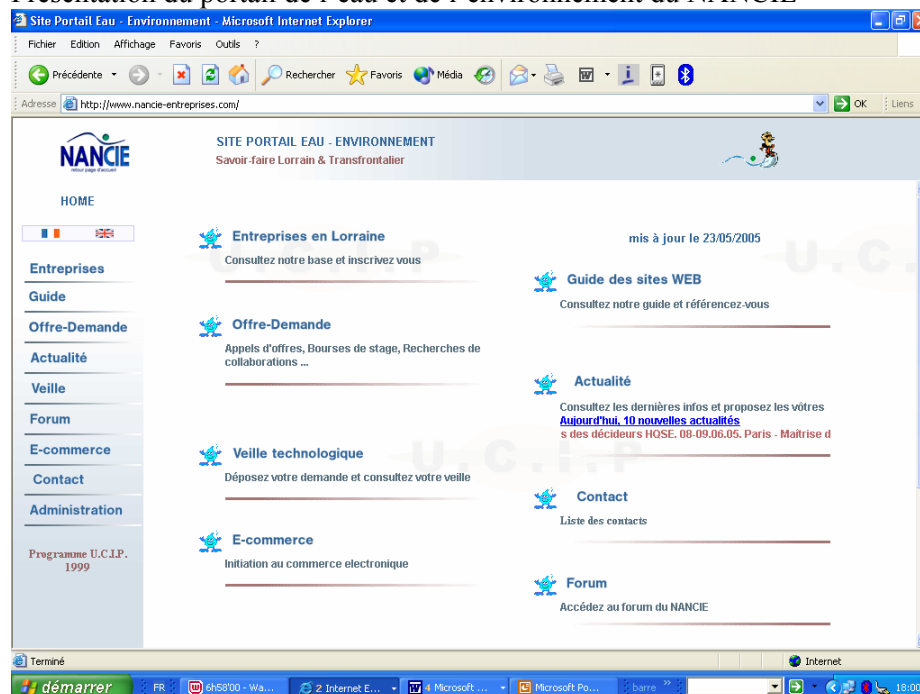 Présentation du portail de l'eau et de l'environnement du NANCIE
Site Portail Eau - Environnement - Microsoft Internet Explorer
Fichier Edition Affichage Favoris Outils ?
Précédente Rechercher Favoris Média
Adresse http://www.nancie-entreprises.com/ OK Liens
NANCIE
retour page d'accueil
SITE PORTAIL EAU - ENVIRONNEMENT
Savoir-faire Lorrain & Transfrontalier
HOME
Entreprises
Guide
Offre-Demande
Actualité
Veille
Forum
E-commerce
Contact
Administration
Programme U.C.I.P.
1999
Entreprises en Lorraine
Consultez notre base et inscrivez vous
Offre-Demande
Appels d'offres, Bourses de stage, Recherches de
collaborations ...
Veille technologique
Déposez votre demande et consultez votre veille
E-commerce
Initiation au commerce electronique
mis à jour le 23/05/2005
Guide des sites WEB
Consultez notre guide et référencez-vous
Actualité
Consultez les dernières infos et proposez les vôtres
Aujourd'hui, 10 nouvelles actualités
s des décideurs HQSE. 08-09.06.05. Paris - Maîtrise d
Contact
Liste des contacts
Forum
Accédez au forum du NANCIE
U.C.I.P
U.C.
U.C.I.P
Terminé Internet
démarrer FR 6h58'00 - Wa... 2 Internet E... 4 Microsoft ... Microsoft Po... barre » 18:00